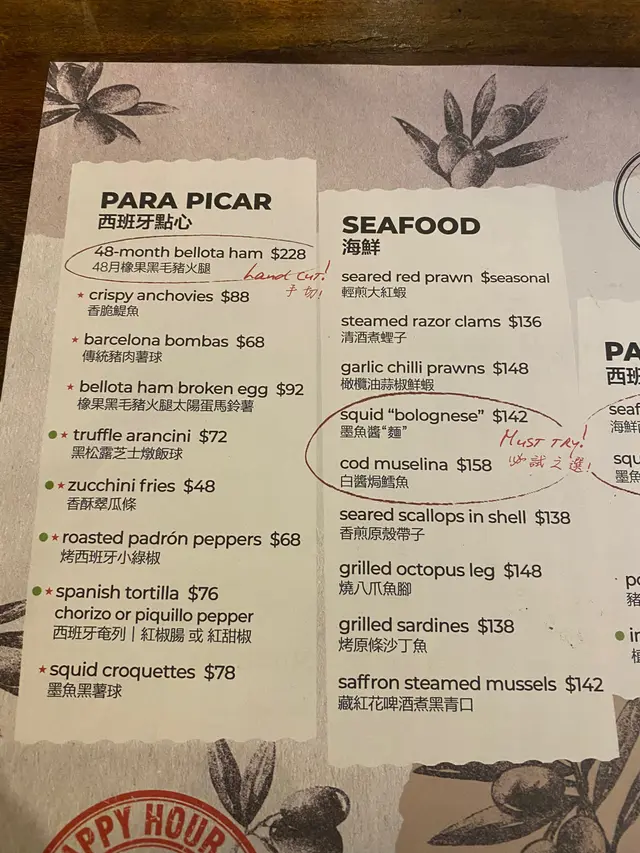 PARA PICAR
西班牙點心
48-month bellota ham $228
48月橡果黑毛豬火腿
hand cut!
手切!
★ crispy anchovies $88
香脆鯷魚
★ barcelona bombas $68
傳統豬肉薯球
★ bellota ham broken egg $92
橡果黑毛豬火腿太陽蛋馬鈴薯
● ★ truffle arancini $72
黑松露芝士燉飯球
● ★ zucchini fries $48
香酥翠瓜條
● ★ roasted padrón peppers $68
烤西班牙小綠椒
● ★ spanish tortilla $76
chorizo or piquillo pepper
西班牙奄列 | 紅椒腸 或 紅甜椒
★ squid croquettes $78
墨魚黑薯球
SEAFOOD
海鮮
seared red prawn $seasonal
輕煎大紅蝦
steamed razor clams $136
清酒煮蟶子
garlic chilli prawns $148
橄欖油蒜椒鮮蝦
squid “bolognese” $142
墨魚醬“麵”
cod muselina $158
白醬焗鱈魚
MUST TRY!
必試之選!
seared scallops in shell $138
香煎原殼帶子
grilled octopus leg $148
燒八爪魚腳
grilled sardines $138
烤原條沙丁魚
saffron steamed mussels $142
藏紅花啤酒煮黑青口
PA
西班
seaf
海鮮
squ
墨魚
po
豬
● in
APPY HOUR